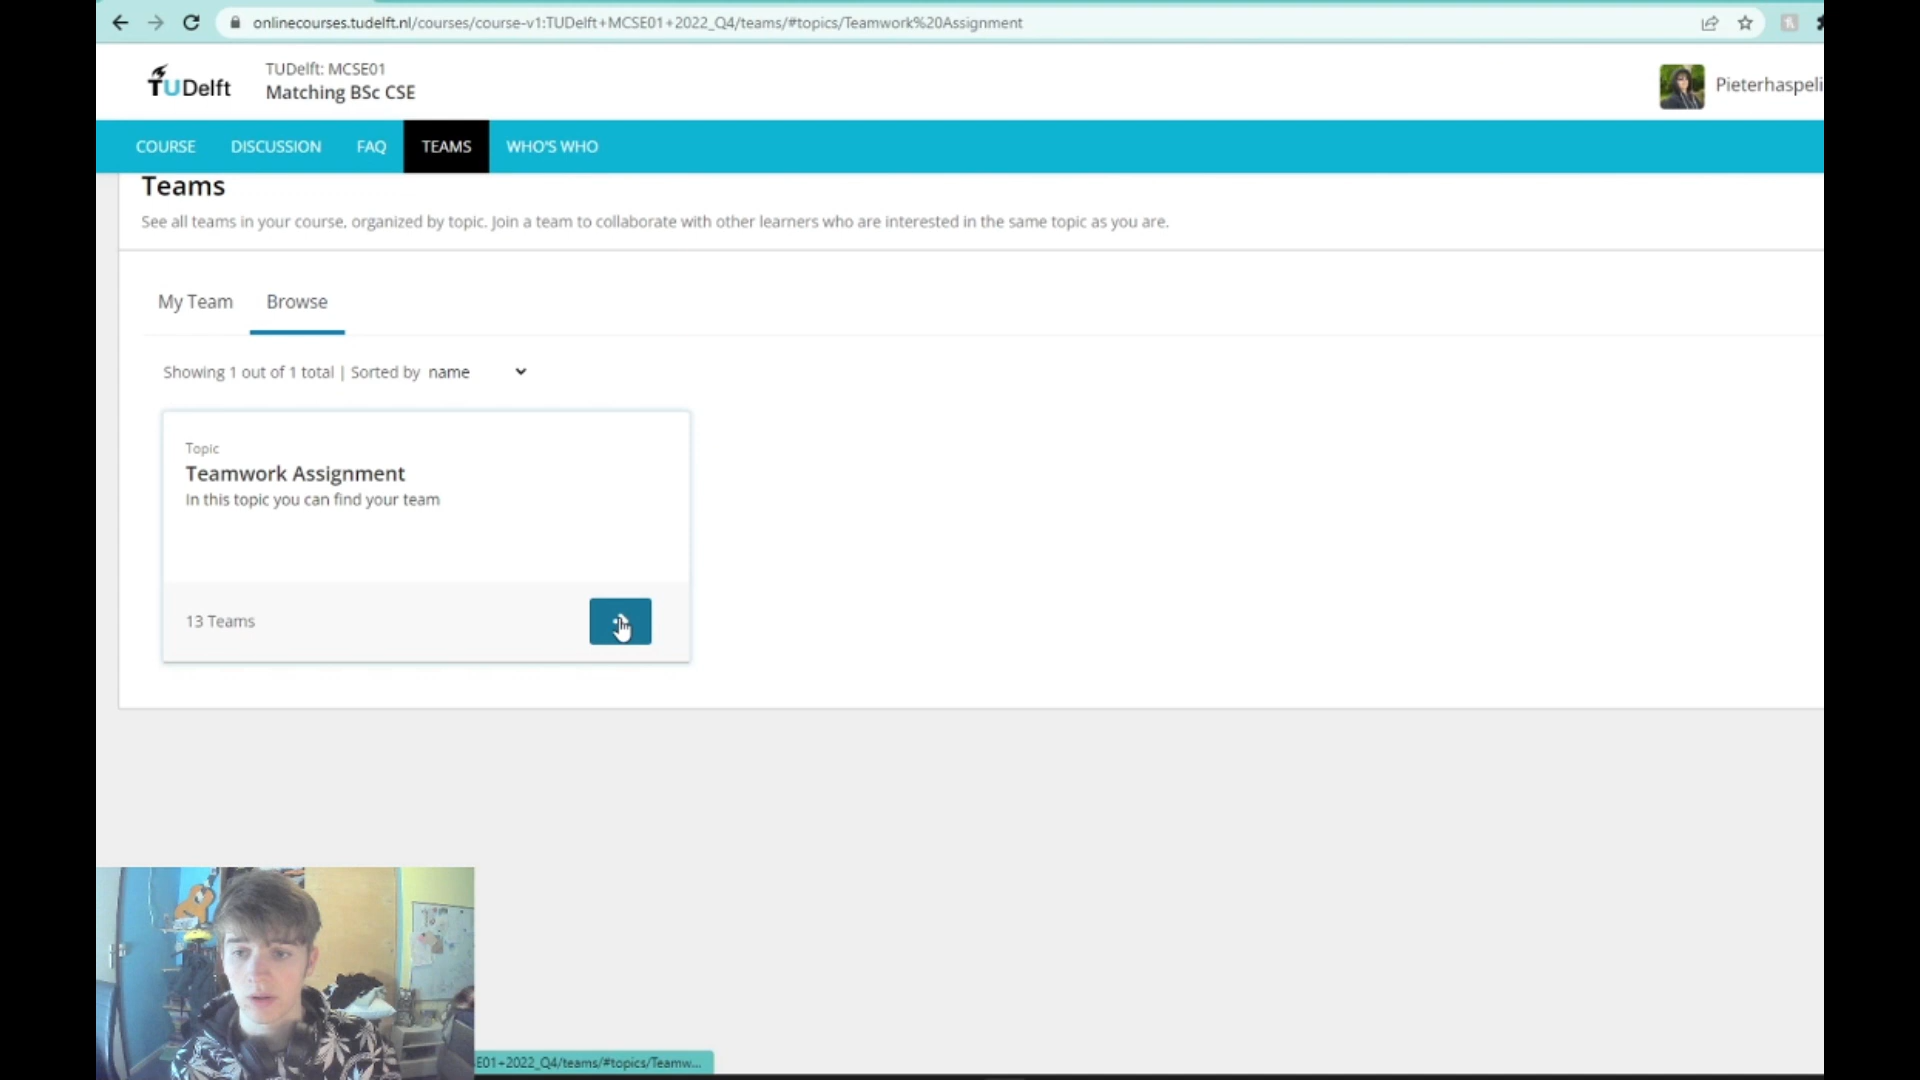 onlinecourses.tudelft.nl/courses/course-v1:TUDelft+MCSE01+2022_Q4/teams/#topics/Teamwork%20Assignment
TUDelft
TUDelft: MCSE01
Matching BSc CSE
Pieterhaspeli
COURSE DISCUSSION FAQ TEAMS WHO'S WHO
Teams
See all teams in your course, organized by topic. Join a team to collaborate with other learners who are interested in the same topic as you are.
My Team Browse
Showing 1 out of 1 total | Sorted by name
Topic
Teamwork Assignment
In this topic you can find your team
13 Teams
E01+2022_Q4/teams/#topics/Teamw...